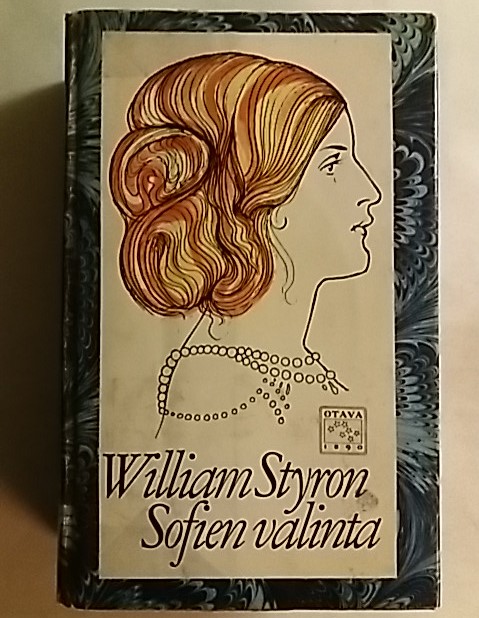 OTAVA
1890
William Styron
Sofien valinta